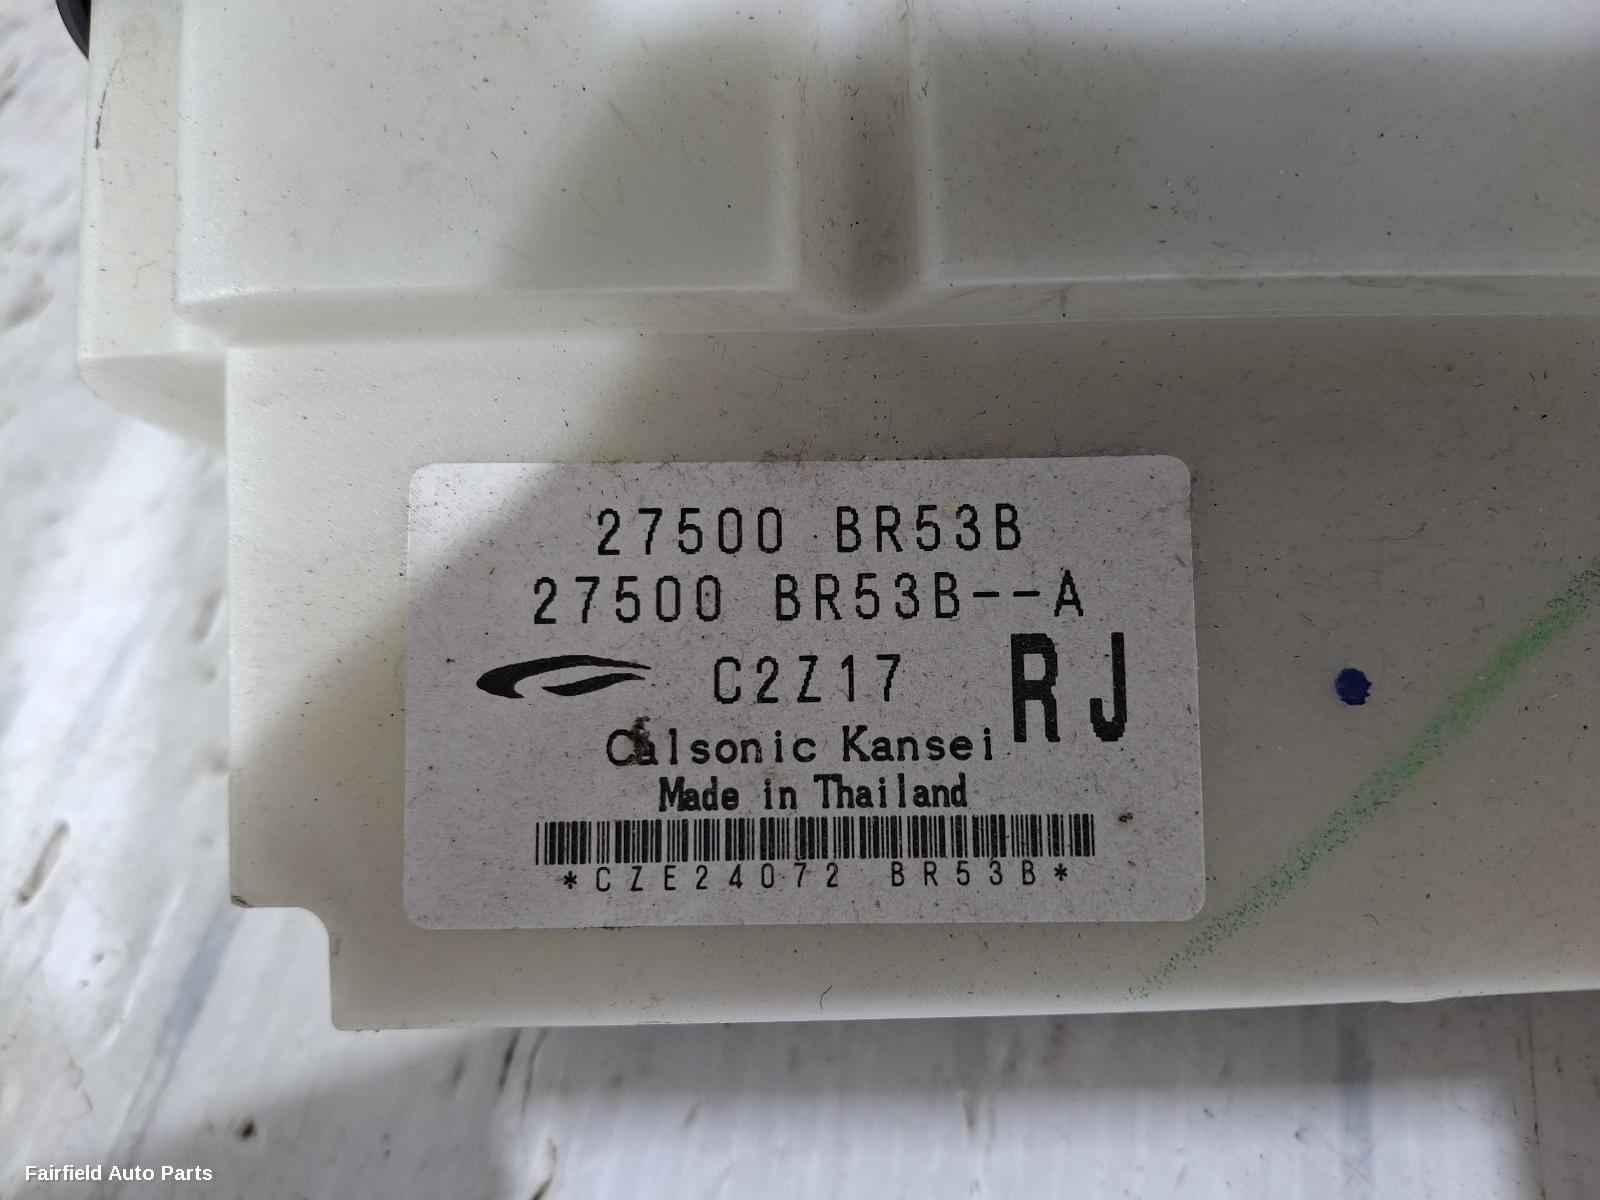 27500 BR53B
27500 BR53B--A
C2Z17 RJ
Calsonic Kansei
Made in Thailand
*CZE24072 BR53B*
Fairfield Auto Parts